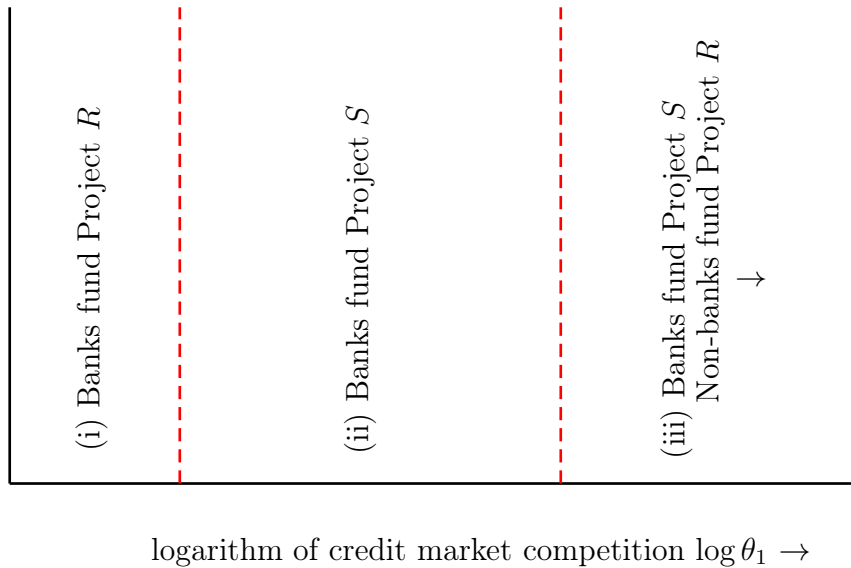 (i) Banks fund Project R
(ii) Banks fund Project S
(iii) Banks fund Project S
Non-banks fund Project R
→
logarithm of credit market competition log θ₁ →